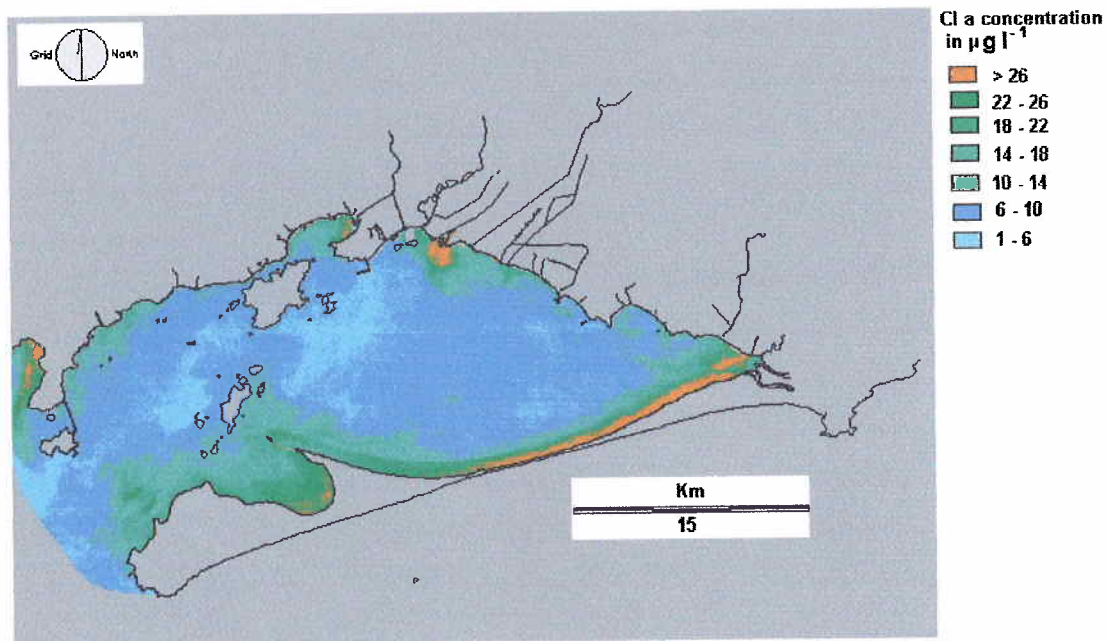 Grid North
Cl a concentration
in µg l⁻¹
> 26
22 - 26
18 - 22
14 - 18
10 - 14
6 - 10
1 - 6
Km
15